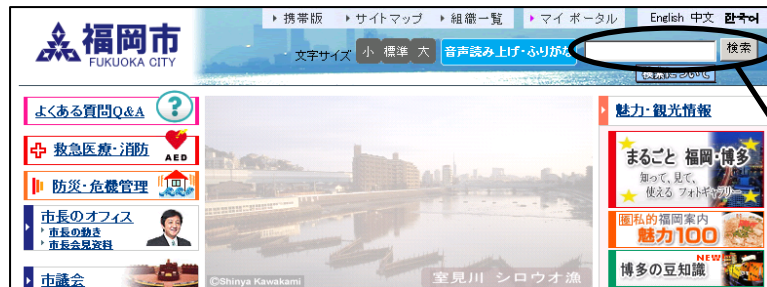 携帯版 サイトマップ 組織一覧 マイ ポータル English 中文 한국어
福岡市
FUKUOKA CITY
文字サイズ 小 標準 大 音声読み上げ・ふりがな 検索
検索について
よくある質問Q&A
救急医療・消防 AED
防災・危機管理
市長のオフィス
市長の動き
市長会見資料
市議会
©Shinya Kawakami
室見川 シロウオ漁
魅力・観光情報
まるごと 福岡・博多
知って、見て、
使える フォトギャラリー
圏私的福岡案内
魅力100
NEW
博多の豆知識